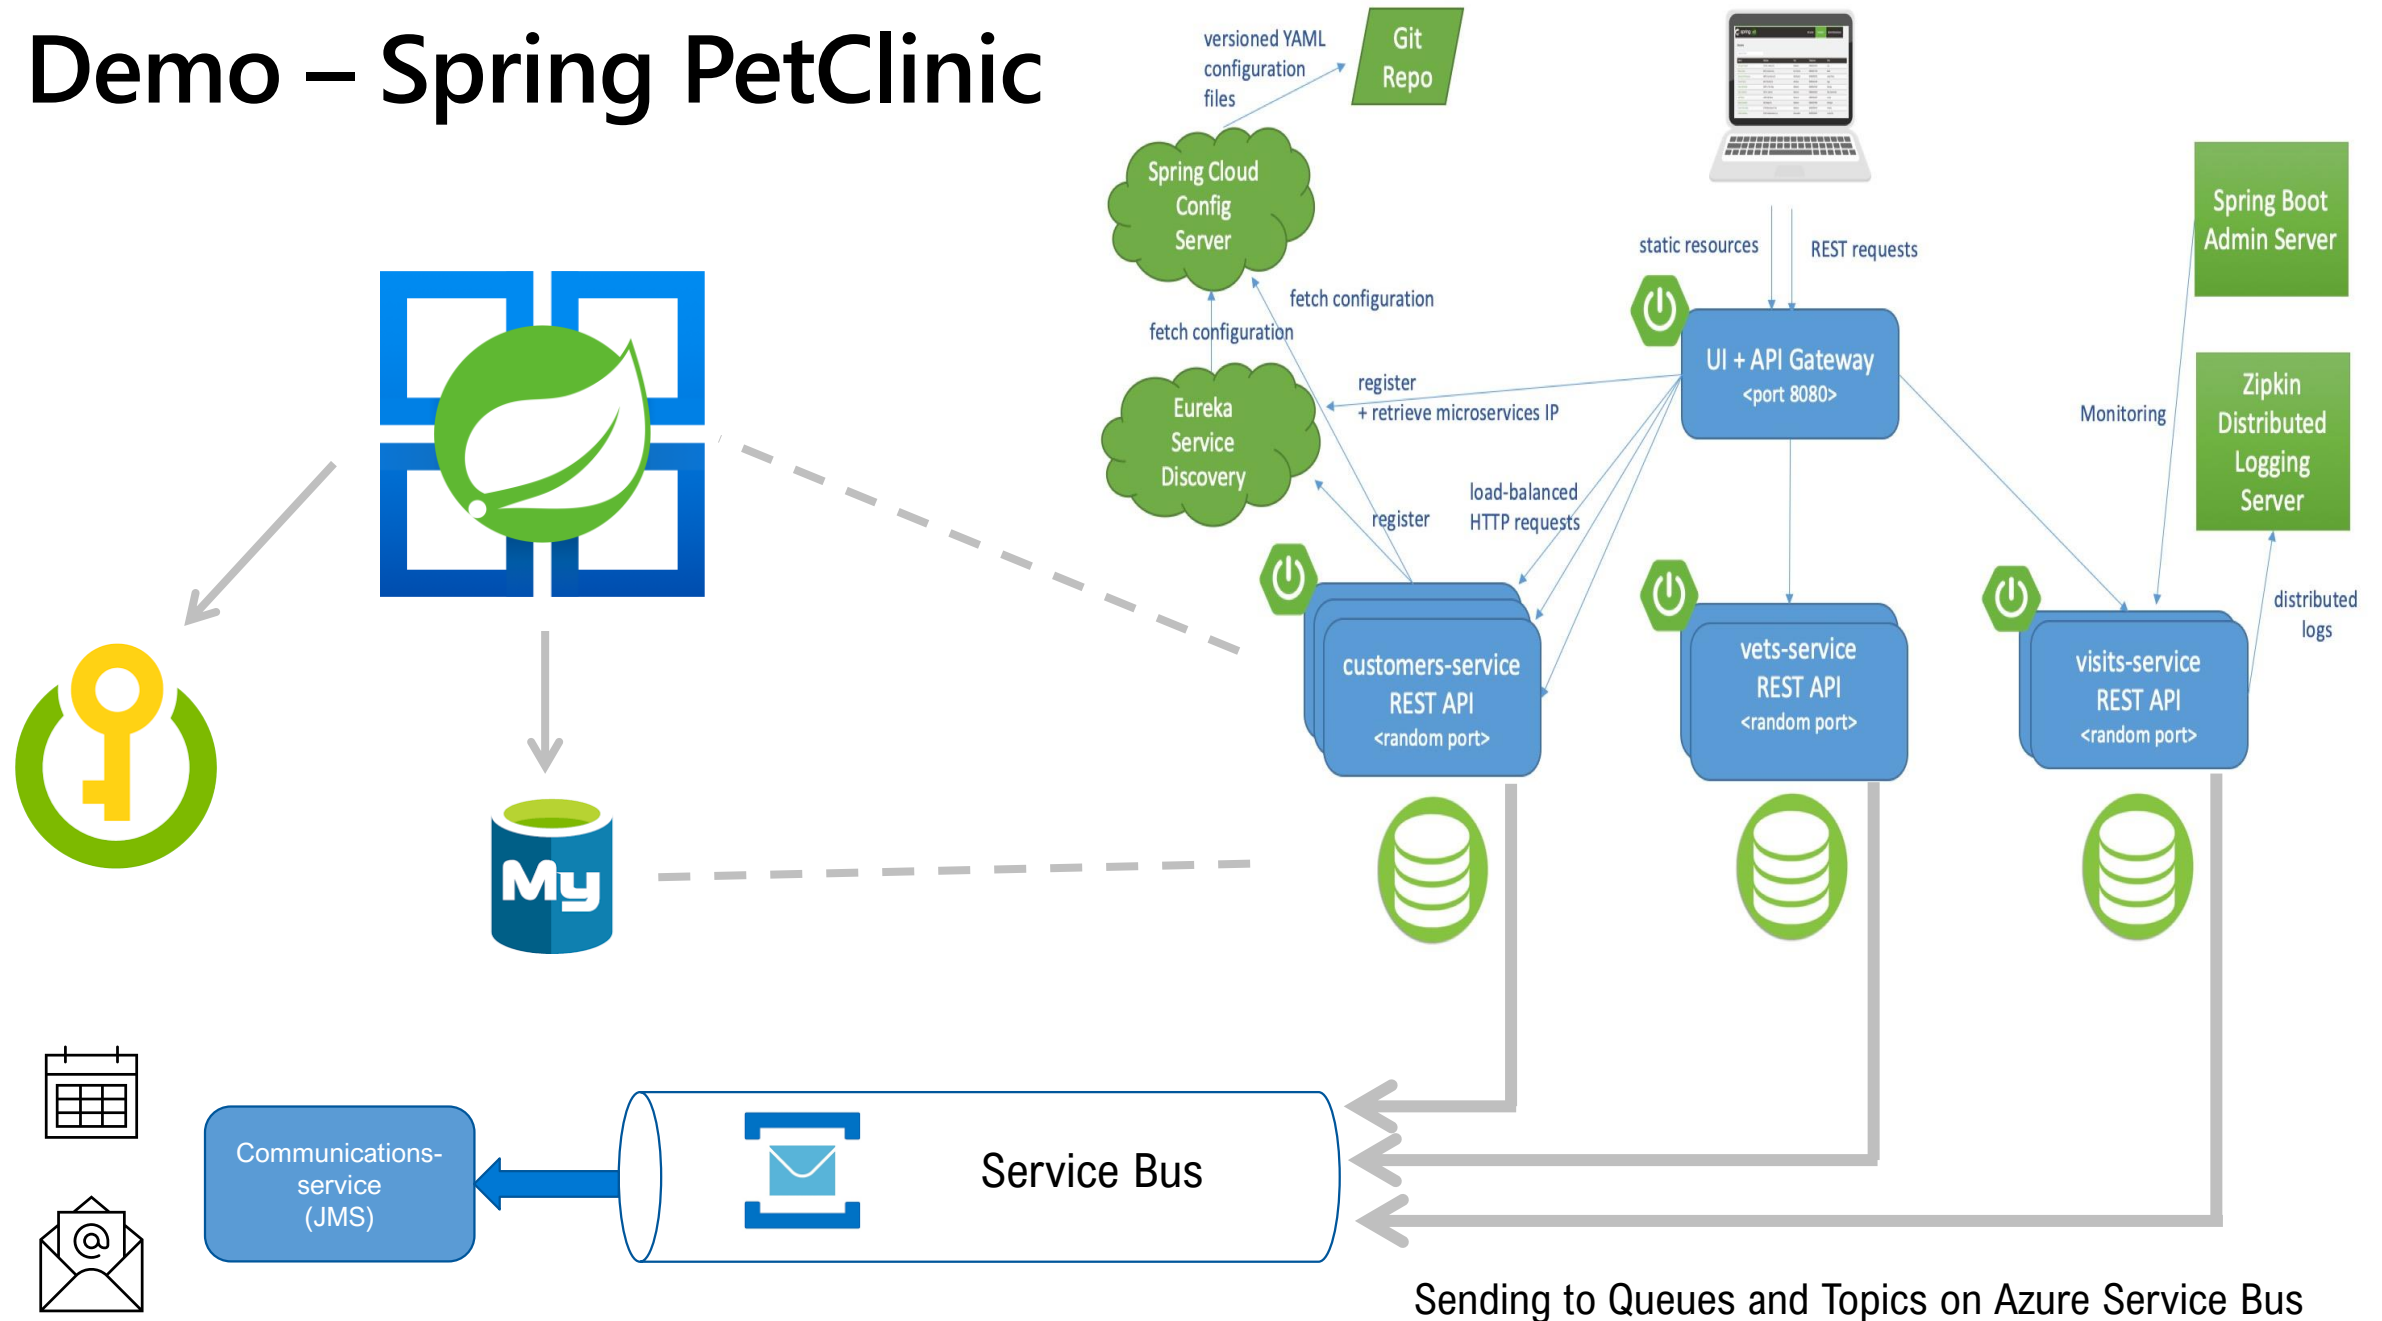 Demo – Spring PetClinic
versioned YAML
configuration
files
Git
Repo
Spring Cloud
Config
Server
static resources
REST requests
Spring Boot
Admin Server
fetch configuration
fetch configuration
UI + API Gateway
<port 8080>
register
+ retrieve microservices IP
Eureka
Service
Discovery
Monitoring
Zipkin
Distributed
Logging
Server
load-balanced
HTTP requests
register
distributed
logs
customers-service
REST API
<random port>
vets-service
REST API
<random port>
visits-service
REST API
<random port>
My
Communications-
service
(JMS)
Service Bus
Sending to Queues and Topics on Azure Service Bus